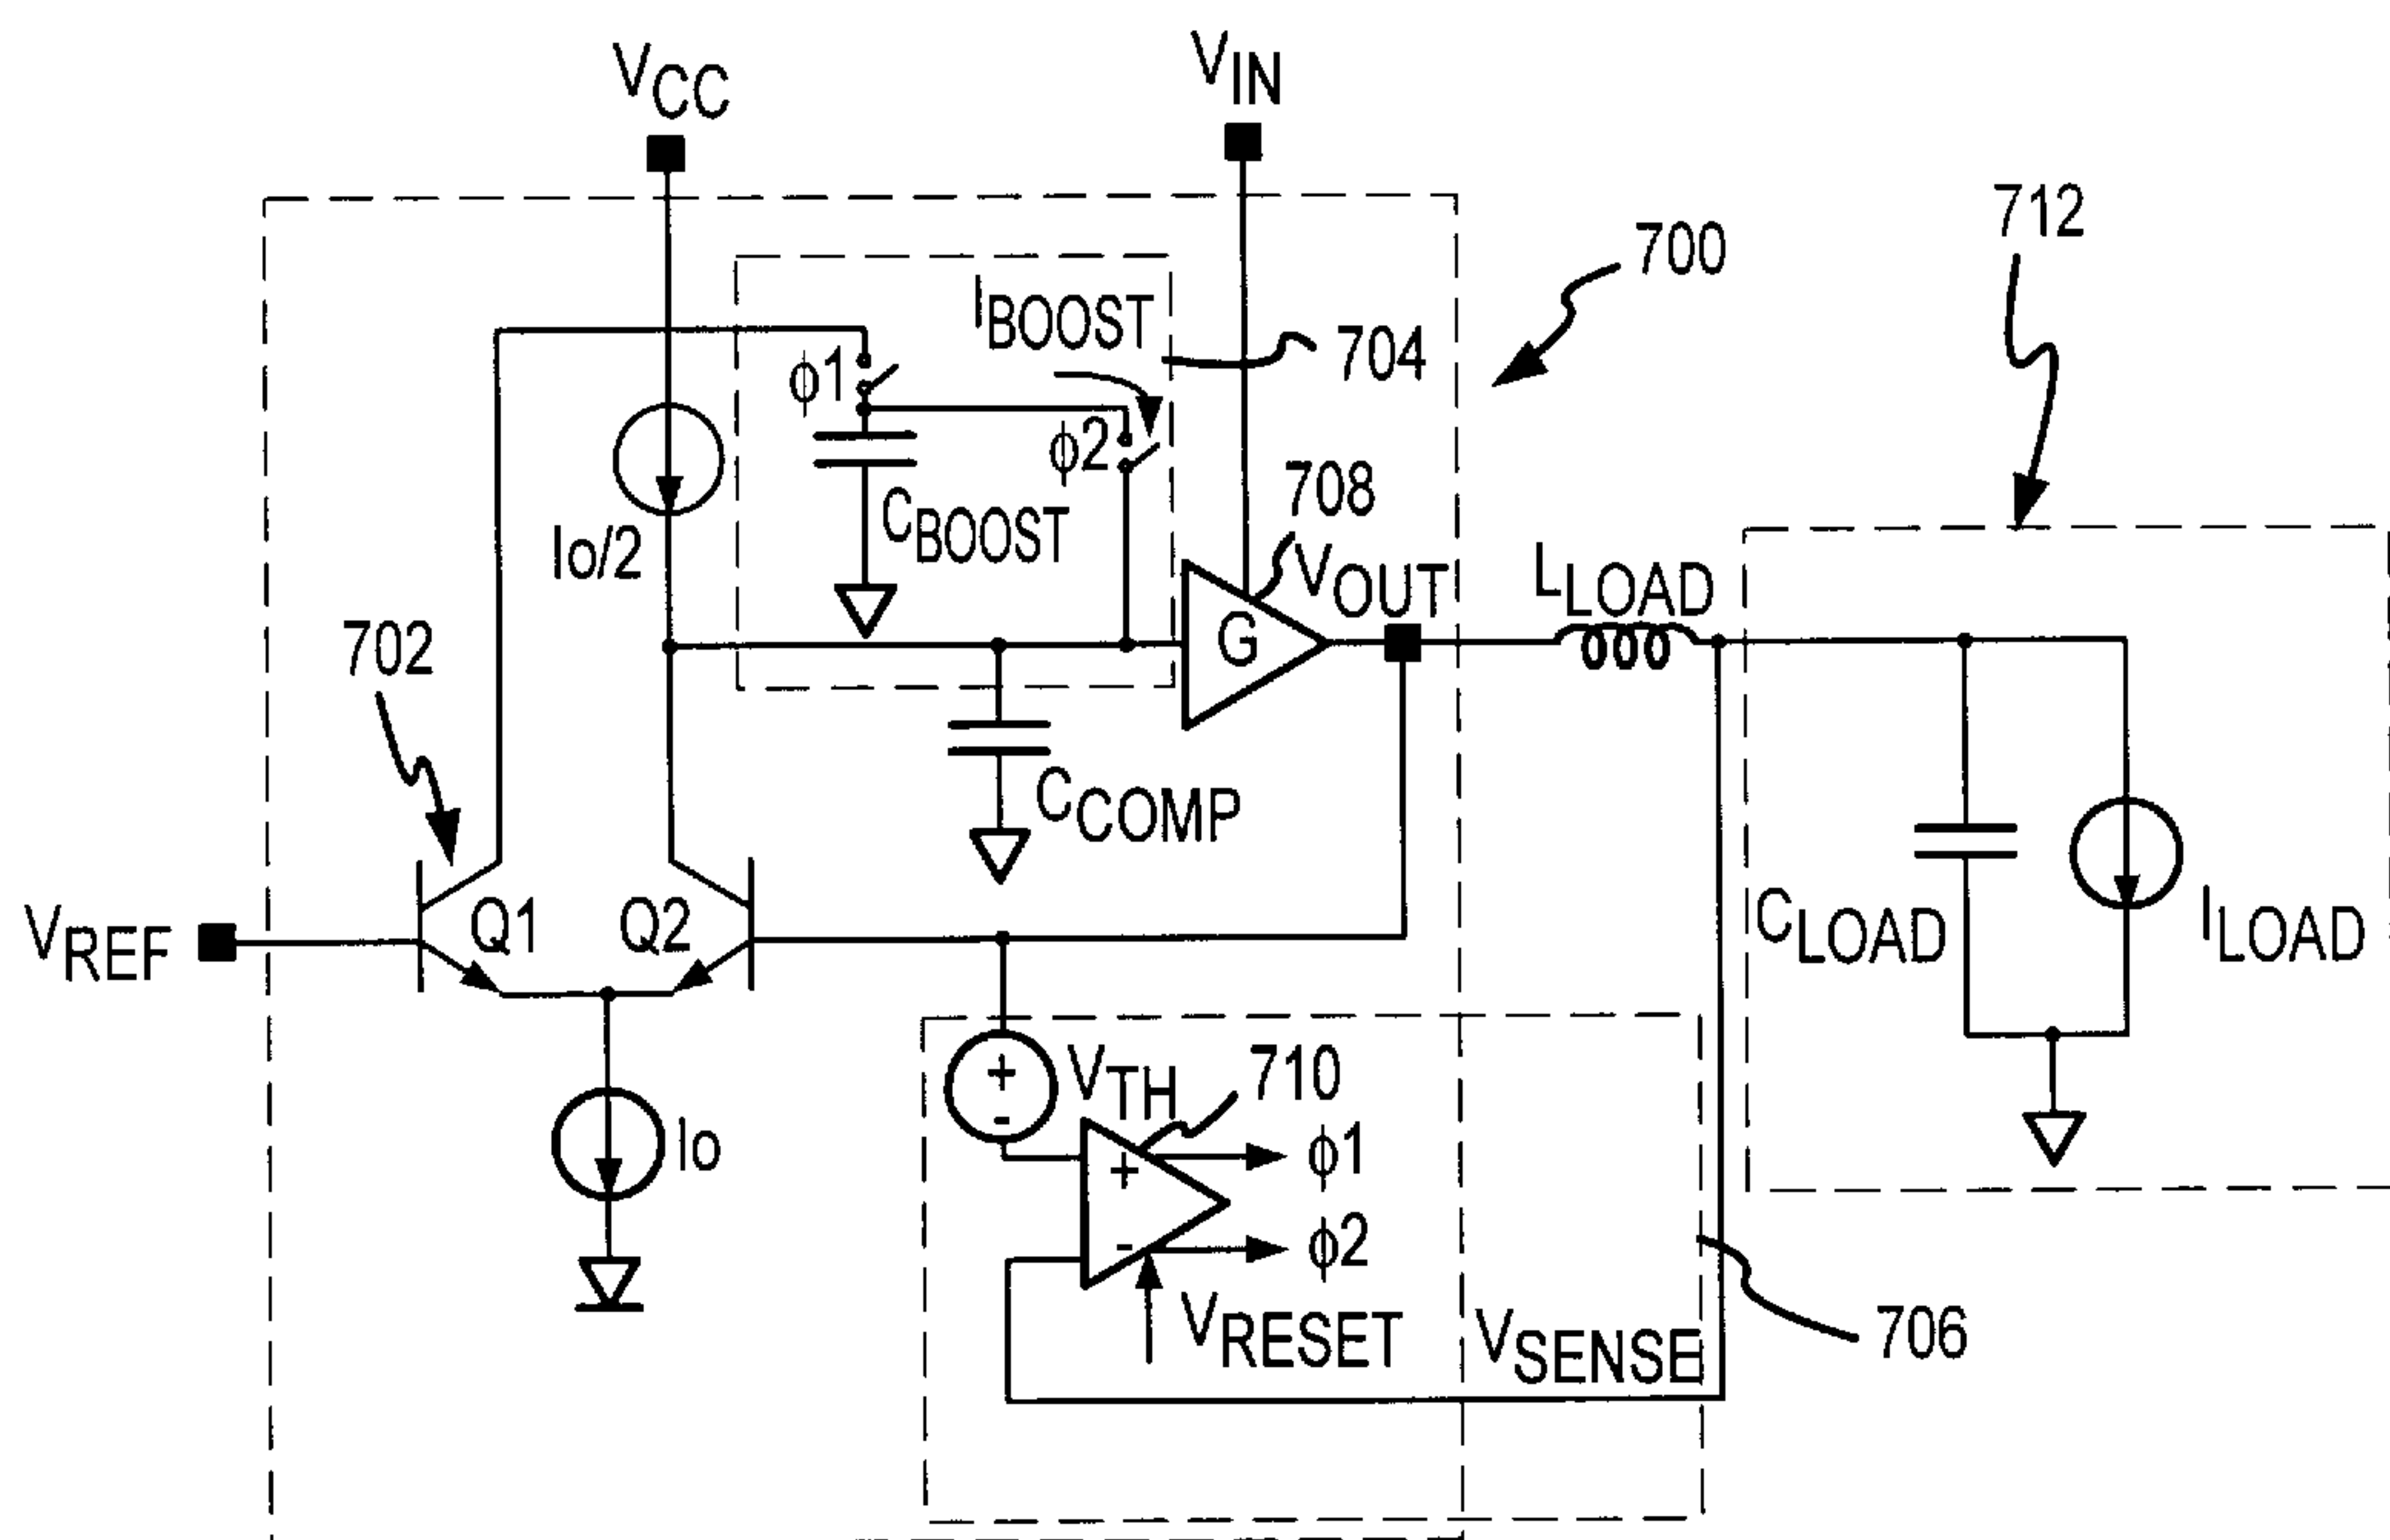 VCC
VIN
712
700
IBOOST
704
ϕ1
ϕ2
708
CBOOST
Io/2
VOUT
LLOAD
G
702
CCOMP
VREF
Q1
Q2
CLOAD
ILOAD
+
-
VTH
710
Io
+
ϕ1
-
ϕ2
VRESET
VSENSE
706